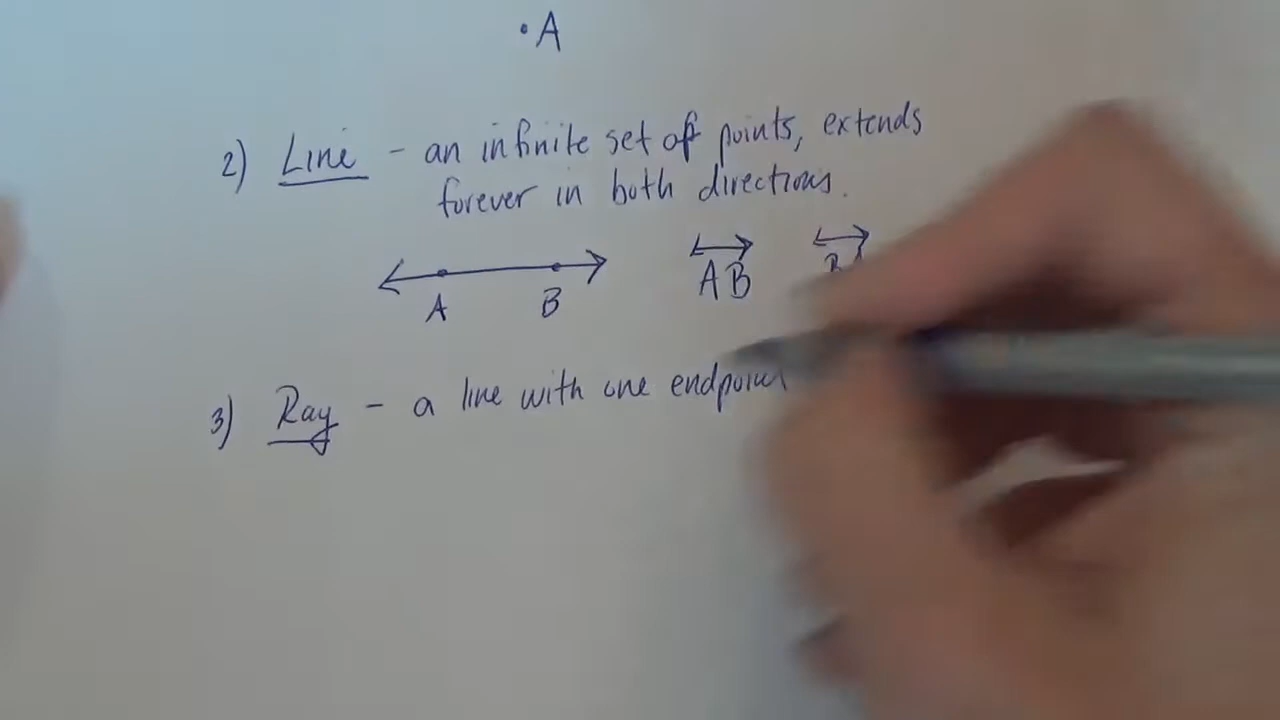 • A
2) Line - an infinite set of points, extends
forever in both directions.
AB
A B
3) Ray - a line with one endpoint